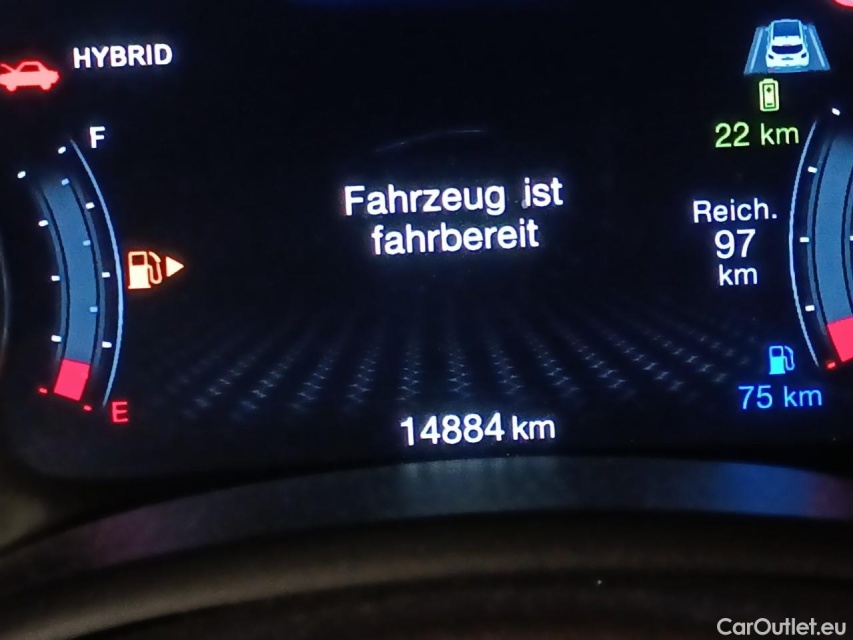 HYBRID
F
E
Fahrzeug ist
fahrbereit
14884 km
22 km
Reich.
97
km
75 km
CarOutlet.eu